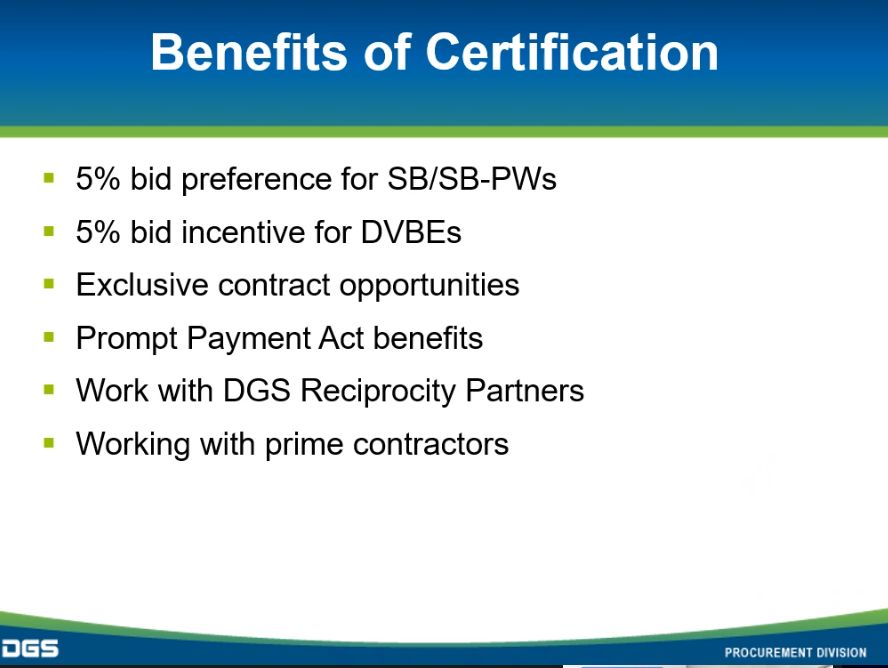 Benefits of Certification
5% bid preference for SB/SB-PWs
5% bid incentive for DVBEs
Exclusive contract opportunities
Prompt Payment Act benefits
Work with DGS Reciprocity Partners
Working with prime contractors
DGS
PROCUREMENT DIVISION